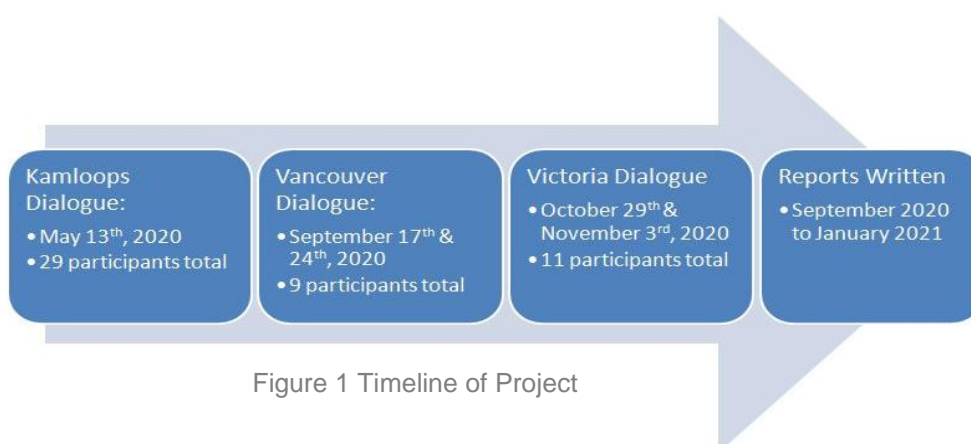 Kamloops
Dialogue:
• May 13th, 2020
• 29 participants total
Vancouver
Dialogue:
• September 17th &
24th, 2020
• 9 participants total
Victoria Dialogue
• October 29th &
November 3rd, 2020
• 11 participants total
Reports Written
• September 2020
to January 2021
Figure 1 Timeline of Project